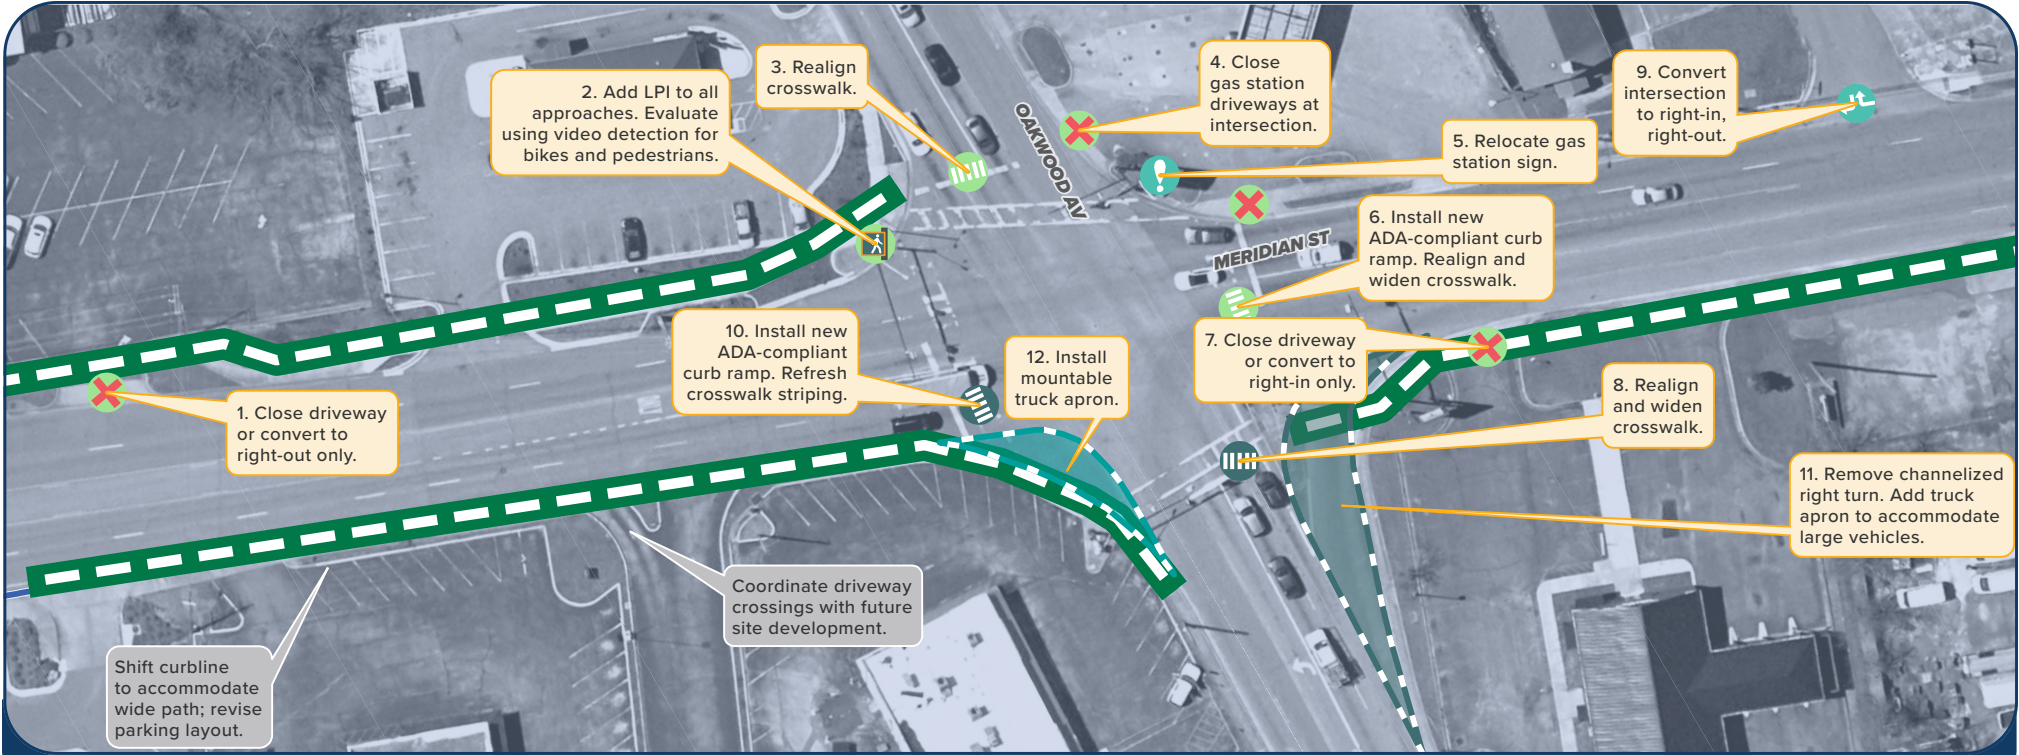 1. Close driveway
or convert to
right-out only.
2. Add LPI to all
approaches. Evaluate
using video detection for
bikes and pedestrians.
3. Realign
crosswalk.
4. Close
gas station
driveways at
intersection.
5. Relocate gas
station sign.
6. Install new
ADA-compliant curb
ramp. Realign and
widen crosswalk.
7. Close driveway
or convert to
right-in only.
8. Realign
and widen
crosswalk.
9. Convert
intersection
to right-in,
right-out.
10. Install new
ADA-compliant
curb ramp. Refresh
crosswalk striping.
11. Remove channelized
right turn. Add truck
apron to accommodate
large vehicles.
12. Install
mountable
truck apron.
OAKWOOD AV
MERIDIAN ST
Coordinate driveway
crossings with future
site development.
Shift curbline
to accommodate
wide path; revise
parking layout.